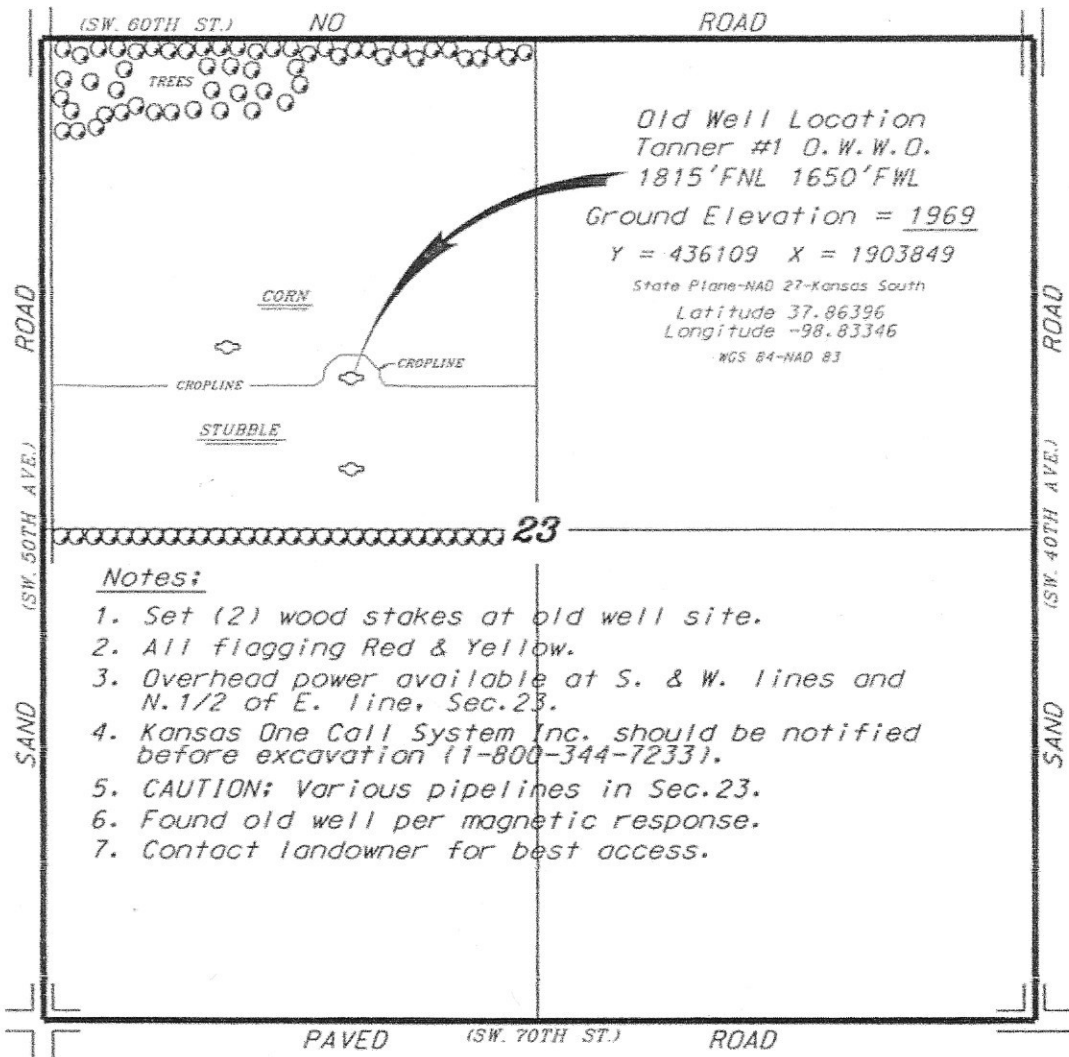 (SW. 60TH ST.) NO ROAD
TREES
Old Well Location
Tanner #1 O.W.W.O.
1815'FNL 1650'FWL
Ground Elevation = 1969
Y = 436109 X = 1903849
State Plane-NAD 27-Kansas South
Latitude 37.86396
Longitude -98.83346
WGS 84-NAD 83
CORN
CROPLINE
CROPLINE
STUBBLE
ROAD
(SW. 50TH AVE.)
SAND
ROAD
(SW. 40TH AVE.)
SAND
23
Notes:
1. Set (2) wood stakes at old well site.
2. All flagging Red & Yellow.
3. Overhead power available at S. & W. lines and
N.1/2 of E. line, Sec.23.
4. Kansas One Call System Inc. should be notified
before excavation (1-800-344-7233).
5. CAUTION: Various pipelines in Sec.23.
6. Found old well per magnetic response.
7. Contact landowner for best access.
PAVED (SW. 70TH ST.) ROAD